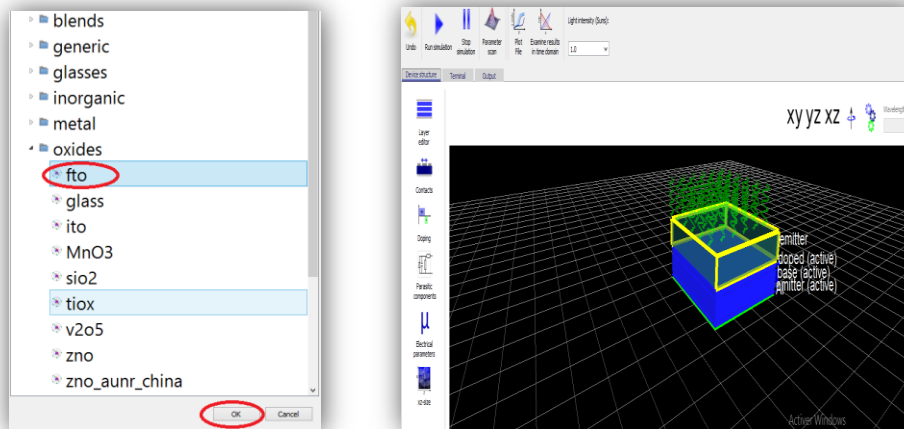 blends
generic
glasses
inorganic
metal
oxides
fto
glass
ito
MnO3
sio2
tiox
v2o5
zno
zno_aunr_china
OK Cancel
Undo Run simulation Stop simulation Parameter scan Plot File Examine results in time domain
Light intensity (Suns):
1.0
Device structure Terminal Output
Layer editor
Contacts
Doping
Parasitic components
Electrical parameters
xz-size
xy yz xz
Wavelength
emitter
doped (active)
base (active)
emitter (active)
Activer Windows